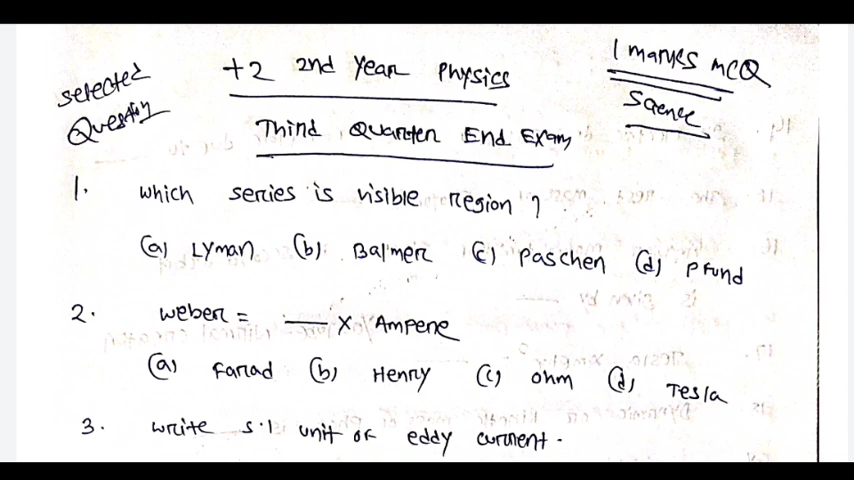 Selected Question
+2 2nd Year Physics
1 marks MCQ
Science
Third Quarter End Exam
1. which series is visible region ?
(a) Lyman (b) Balmer (c) Paschen (d) Pfund
2. weber = ___ x Ampere
(a) Farad (b) Henry (c) ohm (d) Tesla
3. write s.I unit of eddy current.